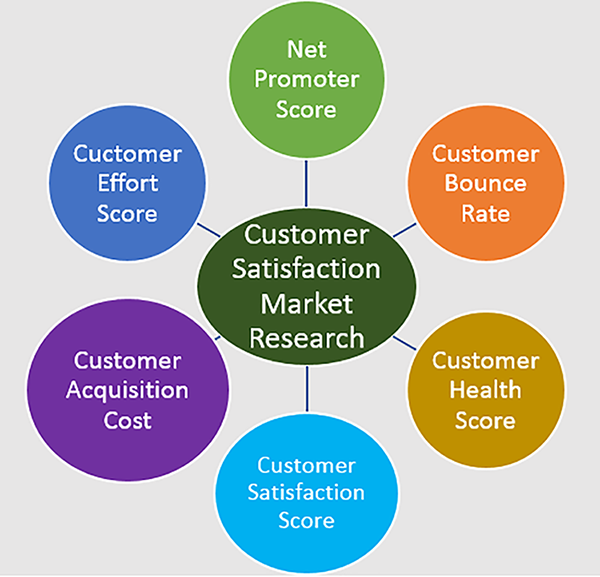 Net
Promoter
Score
Cuctomer
Effort
Score
Customer
Bounce
Rate
Customer
Satisfaction
Market
Research
Customer
Acquisition
Cost
Customer
Health
Score
Customer
Satisfaction
Score